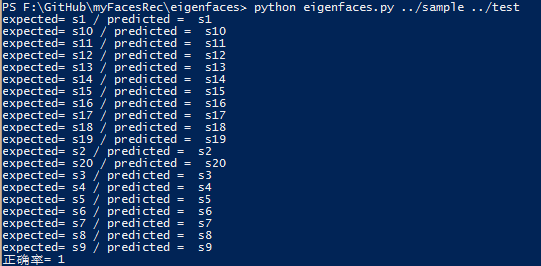 PS F:\GitHub\myFacesRec\eigenfaces> python eigenfaces.py ../sample ../test
expected= s1 / predicted =  s1
expected= s10 / predicted =  s10
expected= s11 / predicted =  s11
expected= s12 / predicted =  s12
expected= s13 / predicted =  s13
expected= s14 / predicted =  s14
expected= s15 / predicted =  s15
expected= s16 / predicted =  s16
expected= s17 / predicted =  s17
expected= s18 / predicted =  s18
expected= s19 / predicted =  s19
expected= s2 / predicted =  s2
expected= s20 / predicted =  s20
expected= s3 / predicted =  s3
expected= s4 / predicted =  s4
expected= s5 / predicted =  s5
expected= s6 / predicted =  s6
expected= s7 / predicted =  s7
expected= s8 / predicted =  s8
expected= s9 / predicted =  s9
正确率= 1